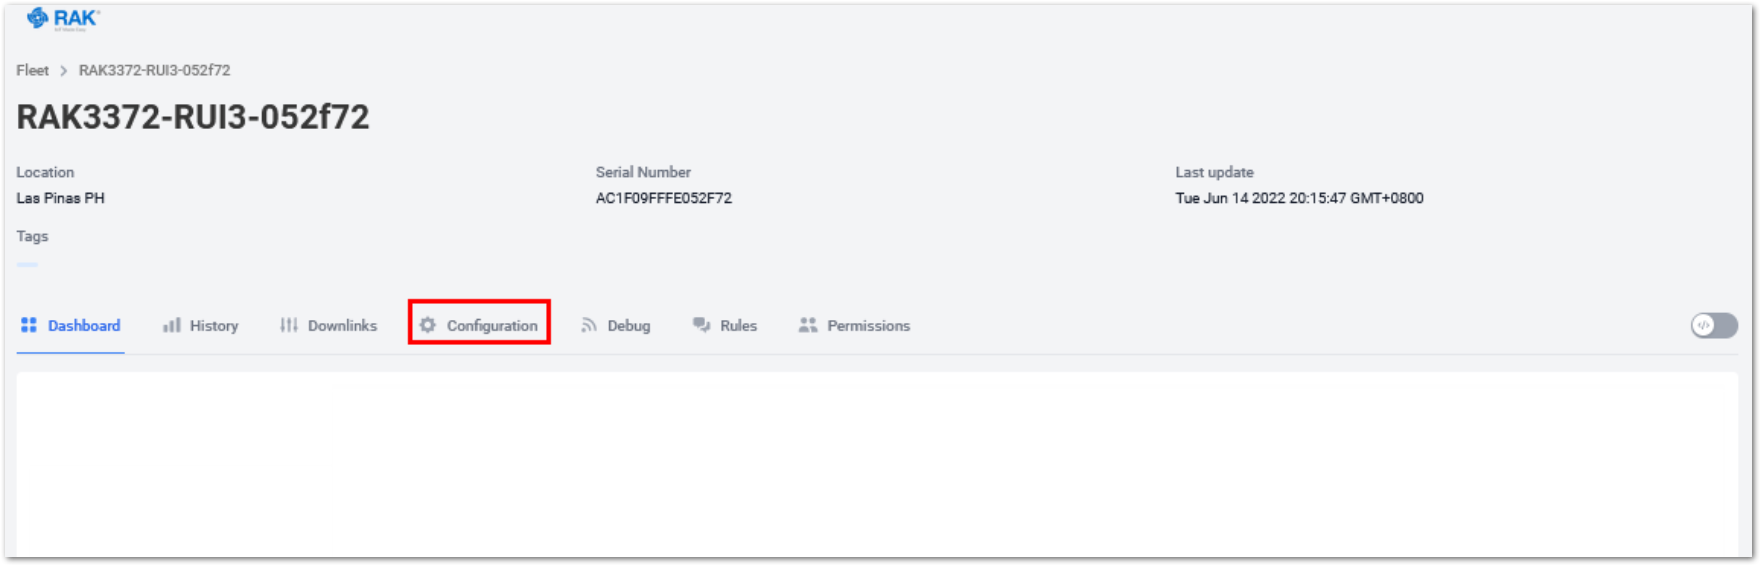 RAK
Fleet > RAK3372-RUI3-052f72
RAK3372-RUI3-052f72
Location
Las Pinas PH
Serial Number
AC1F09FFFE052F72
Last update
Tue Jun 14 2022 20:15:47 GMT+0800
Tags
Dashboard
History
Downlinks
Configuration
Debug
Rules
Permissions